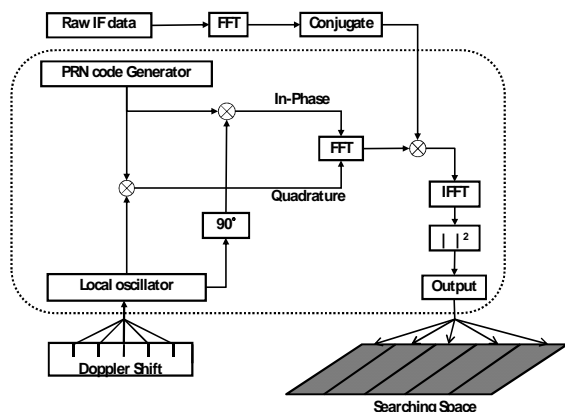 Raw IF data
FFT
Conjugate
PRN code Generator
In-Phase
FFT
Quadrature
IFFT
90°
| | ²
Local oscillator
Output
Doppler Shift
Searching Space